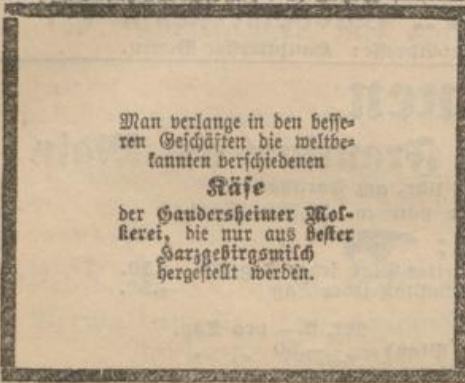 Man verlange in den besse-
ren Geschäften die weltbe-
kannten verschiedenen
Käse
der Gandersheimer Mol-
kerei, die nur aus bester
Harzgebirgsmilch
hergestellt werden.